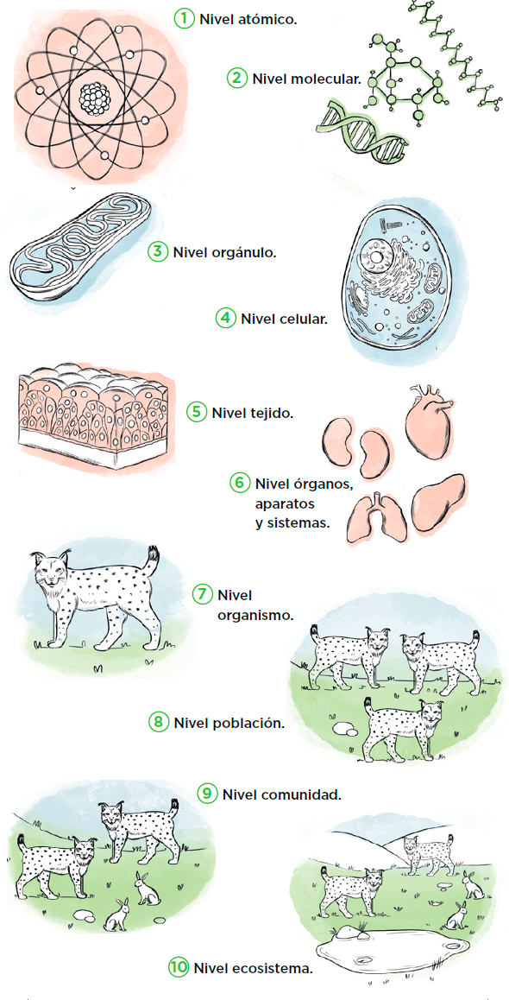 1 Nivel atómico.
2 Nivel molecular.
3 Nivel orgánulo.
4 Nivel celular.
5 Nivel tejido.
6 Nivel órganos,
aparatos
y sistemas.
7 Nivel
organismo.
8 Nivel población.
9 Nivel comunidad.
10 Nivel ecosistema.